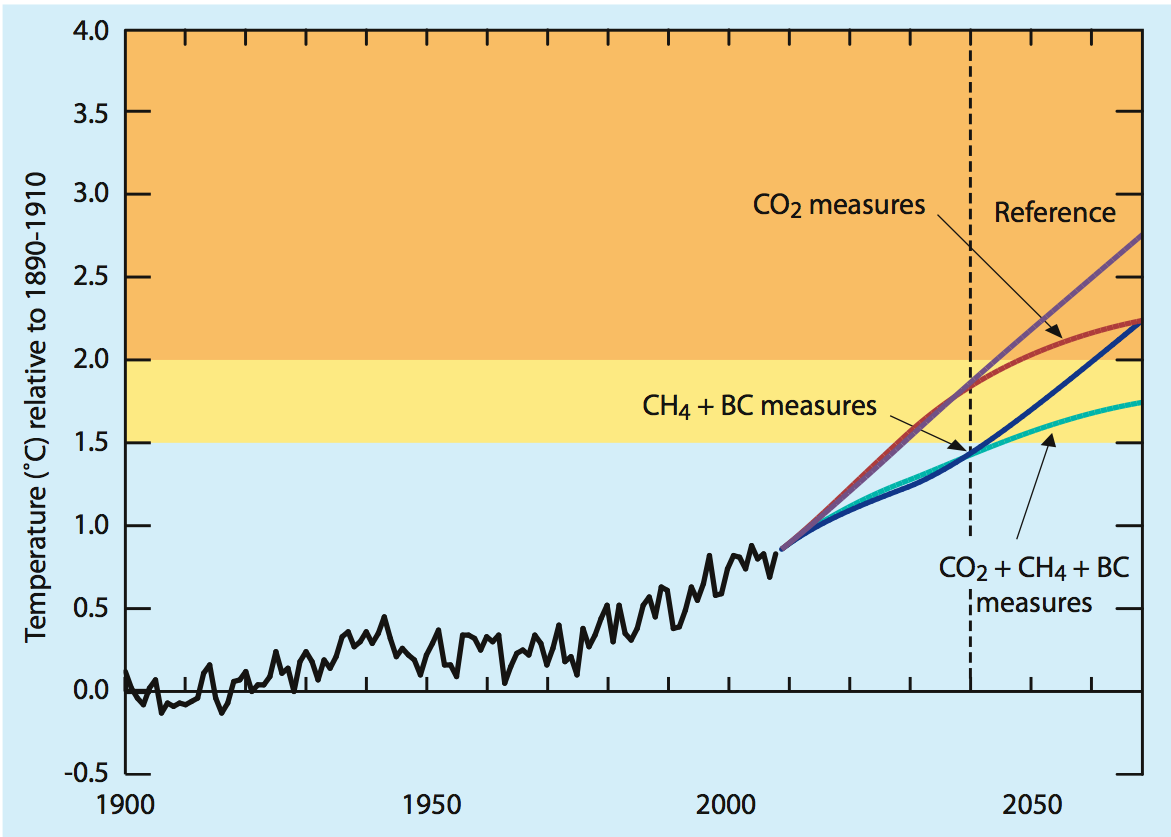 4.0
3.5
3.0
2.5
2.0
1.5
1.0
0.5
0.0
-0.5
Temperature (˚C) relative to 1890-1910
CO₂ measures
Reference
CH₄ + BC measures
CO₂ + CH₄ + BC
measures
1900 1950 2000 2050